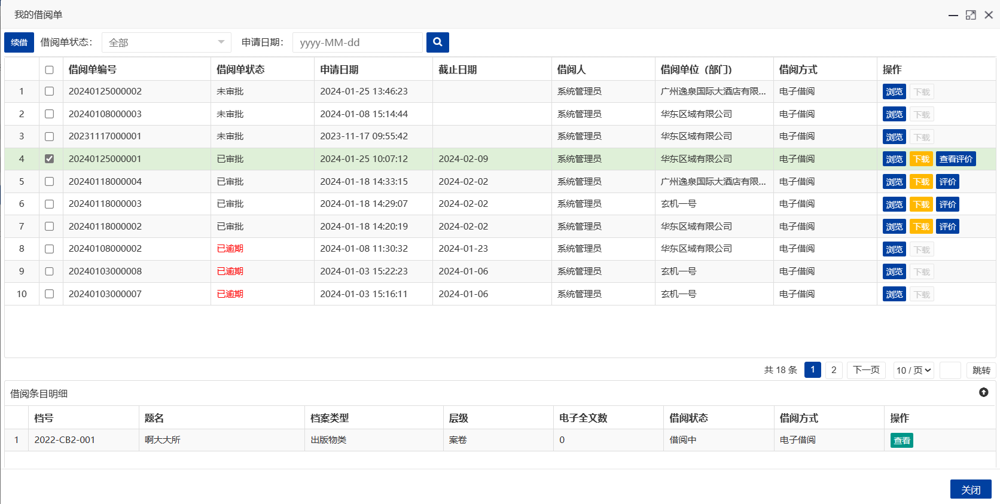 我的借阅单
续借 借阅单状态： 全部 申请日期： yyyy-MM-dd
借阅单编号 借阅单状态 申请日期 截止日期 借阅人 借阅单位（部门） 借阅方式 操作
1 20240125000002 未审批 2024-01-25 13:46:23 系统管理员 广州逸泉国际大酒店有限... 电子借阅 浏览 下载
2 20240108000003 未审批 2024-01-08 15:14:44 系统管理员 华东区域有限公司 电子借阅 浏览 下载
3 20231117000001 未审批 2023-11-17 09:55:42 系统管理员 华东区域有限公司 电子借阅 浏览 下载
4 20240125000001 已审批 2024-01-25 10:07:12 2024-02-09 系统管理员 华东区域有限公司 电子借阅 浏览 下载 查看评价
5 20240118000004 已审批 2024-01-18 14:33:15 2024-02-02 系统管理员 广州逸泉国际大酒店有限... 电子借阅 浏览 下载 评价
6 20240118000003 已审批 2024-01-18 14:29:07 2024-02-02 系统管理员 玄机一号 电子借阅 浏览 下载 评价
7 20240118000002 已审批 2024-01-18 14:20:19 2024-02-02 系统管理员 华东区域有限公司 电子借阅 浏览 下载 评价
8 20240108000002 已逾期 2024-01-08 11:30:32 2024-01-23 系统管理员 华东区域有限公司 电子借阅 浏览 下载
9 20240103000008 已逾期 2024-01-03 15:22:23 2024-01-06 系统管理员 玄机一号 电子借阅 浏览 下载
10 20240103000007 已逾期 2024-01-03 15:16:11 2024-01-06 系统管理员 玄机一号 电子借阅 浏览 下载
共 18 条 1 2 下一页 10 / 页 跳转
借阅条目明细
档号 题名 档案类型 层级 电子全文数 借阅状态 借阅方式 操作
1 2022-CB2-001 啊大大所 出版物类 案卷 0 借阅中 电子借阅 查看
关闭